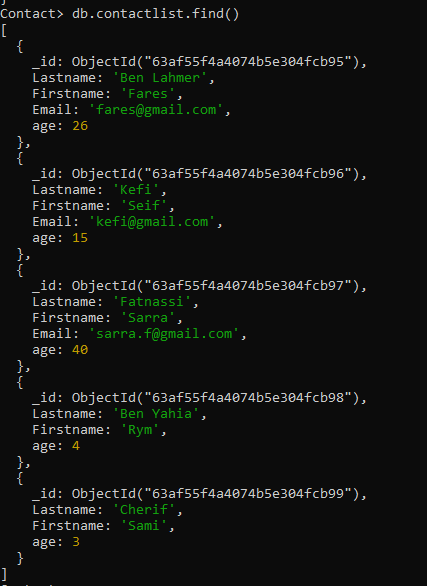 Contact> db.contactlist.find()
[
  {
    _id: ObjectId("63af55f4a4074b5e304fcb95"),
    Lastname: 'Ben Lahmer',
    Firstname: 'Fares',
    Email: 'fares@gmail.com',
    age: 26
  },
  {
    _id: ObjectId("63af55f4a4074b5e304fcb96"),
    Lastname: 'Kefi',
    Firstname: 'Seif',
    Email: 'kefi@gmail.com',
    age: 15
  },
  {
    _id: ObjectId("63af55f4a4074b5e304fcb97"),
    Lastname: 'Fatnassi',
    Firstname: 'Sarra',
    Email: 'sarra.f@gmail.com',
    age: 40
  },
  {
    _id: ObjectId("63af55f4a4074b5e304fcb98"),
    Lastname: 'Ben Yahia',
    Firstname: 'Rym',
    age: 4
  },
  {
    _id: ObjectId("63af55f4a4074b5e304fcb99"),
    Lastname: 'Cherif',
    Firstname: 'Sami',
    age: 3
  }
]